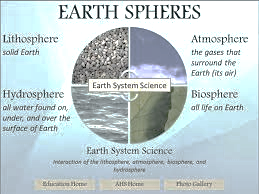 EARTH SPHERES
Lithosphere
solid Earth
Atmosphere
the gases that
surround the
Earth (its air)
Earth System Science
Hydrosphere
all water found on,
under, and over the
surface of Earth
Biosphere
all life on Earth
Earth System Science
Interaction of the lithosphere, atmosphere, biosphere, and
hydrosphere
Education Home
AHS Home
Photo Gallery